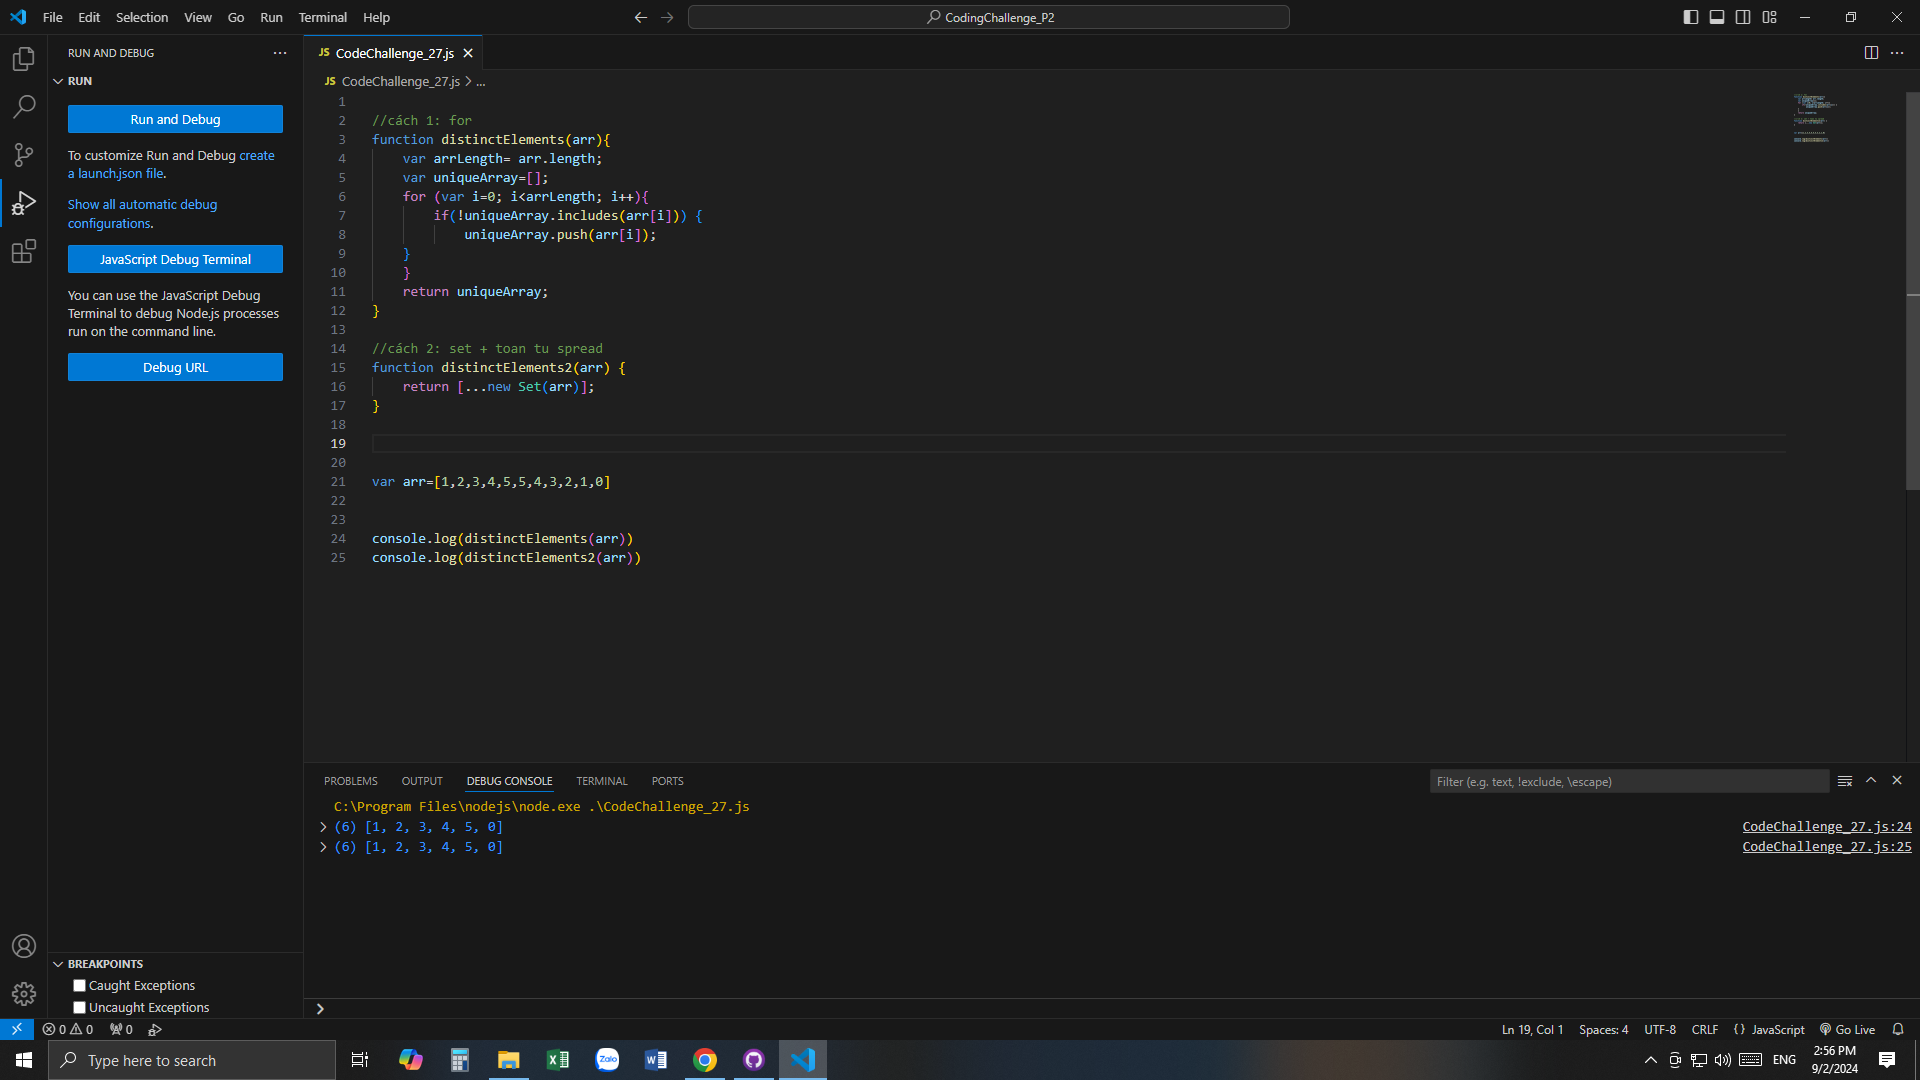 File Edit Selection View Go Run Terminal Help
CodingChallenge_P2
RUN AND DEBUG
RUN
Run and Debug
To customize Run and Debug create
a launch.json file.
Show all automatic debug
configurations.
JavaScript Debug Terminal
You can use the JavaScript Debug
Terminal to debug Node.js processes
run on the command line.
Debug URL
BREAKPOINTS
Caught Exceptions
Uncaught Exceptions
JS CodeChallenge_27.js
JS CodeChallenge_27.js > ...
1
2 //cách 1: for
3 function distinctElements(arr){
4 var arrLength= arr.length;
5 var uniqueArray=[];
6 for (var i=0; i<arrLength; i++){
7 if(!uniqueArray.includes(arr[i])) {
8 uniqueArray.push(arr[i]);
9 }
10 }
11 return uniqueArray;
12 }
13
14 //cách 2: set + toan tu spread
15 function distinctElements2(arr) {
16 return [...new Set(arr)];
17 }
18
19
20
21 var arr=[1,2,3,4,5,5,4,3,2,1,0]
22
23
24 console.log(distinctElements(arr))
25 console.log(distinctElements2(arr))
PROBLEMS OUTPUT DEBUG CONSOLE TERMINAL PORTS
Filter (e.g. text, !exclude, \escape)
C:\Program Files\nodejs\node.exe .\CodeChallenge_27.js
(6) [1, 2, 3, 4, 5, 0] CodeChallenge_27.js:24
(6) [1, 2, 3, 4, 5, 0] CodeChallenge_27.js:25
0 0 0
Ln 19, Col 1 Spaces: 4 UTF-8 CRLF {} JavaScript Go Live
Type here to search
Zalo
ENG
2:56 PM
9/2/2024